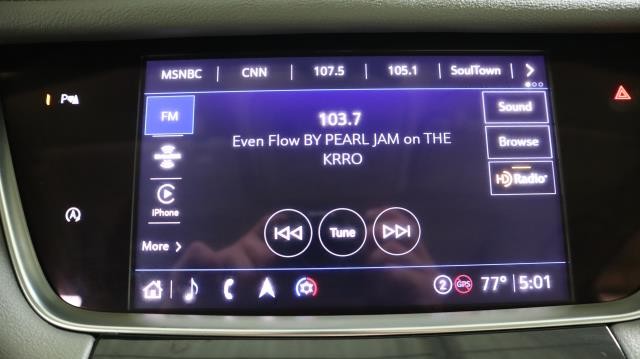 MSNBC | CNN | 107.5 | 105.1 | SoulTown
P
FM
103.7
Sound
Even Flow BY PEARL JAM on THE
KRRO
Browse
HD Radio
iPhone
A
Tune
More >
2 GPS 77° | 5:01